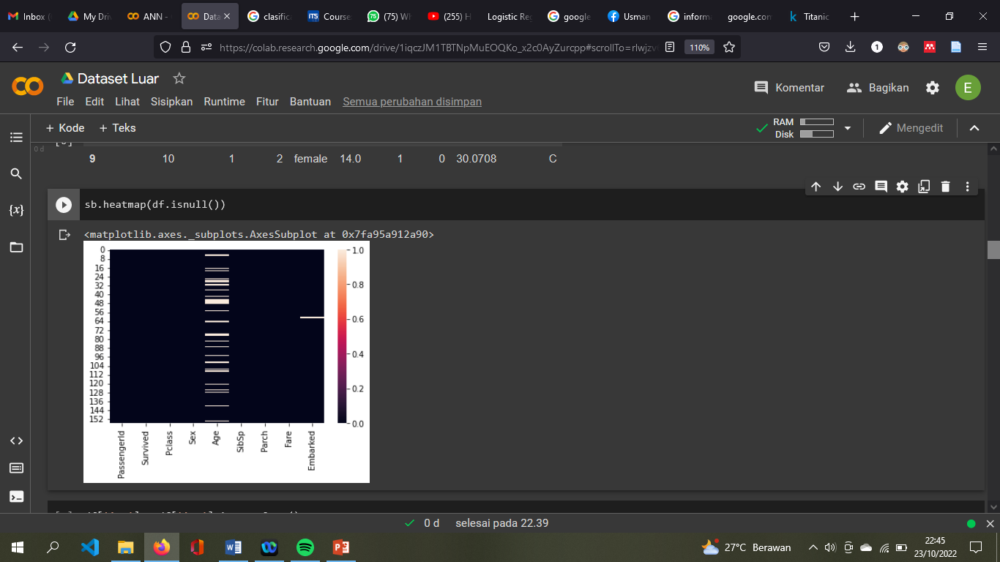 Inbox (
My Driv
ANN -
Data
clasific
Course
75
(75) Wh
(255) H
Logistic Reg
google
Usman
inform
google.com
Titanic
https://colab.research.google.com/drive/1iqczJM1TBTNpMuEOQKo_x2c0AyZurcpp#scrollTo=rlwjzv
110%
1
Dataset Luar
File Edit Lihat Sisipkan Runtime Fitur Bantuan Semua perubahan disimpan
Komentar
Bagikan
E
+ Kode + Teks
RAM
Disk
Mengedit
0 d
9 10 1 2 female 14.0 1 0 30.0708 C
{x}
sb.heatmap(df.isnull())
<matplotlib.axes._subplots.AxesSubplot at 0x7fa95a912a90>
0
8
16
24
32
40
48
56
64
72
80
88
96
104
112
120
128
136
144
152
PassengerId
Survived
Pclass
Sex
Age
SibSp
Parch
Fare
Embarked
1.0
0.8
0.6
0.4
0.2
0.0
0 d selesai pada 22.39
27°C Berawan
22:45
23/10/2022